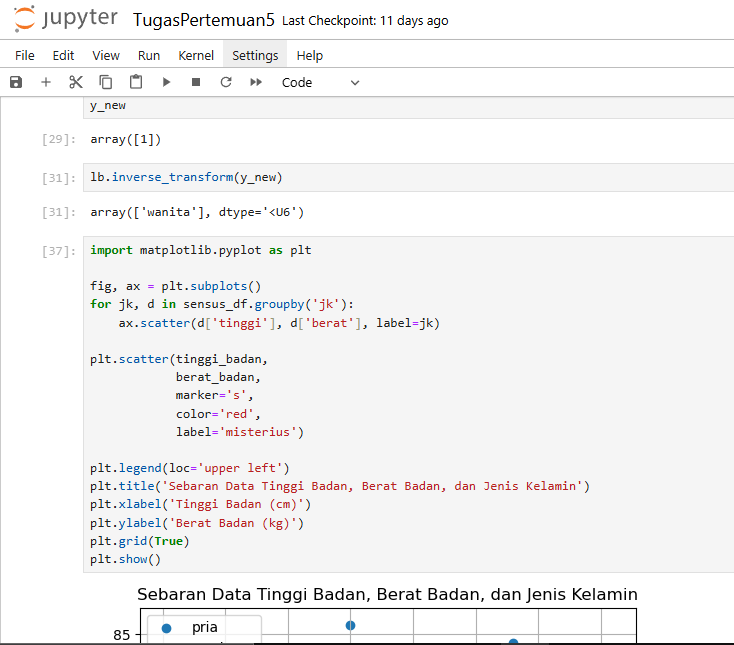 jupyter TugasPertemuan5 Last Checkpoint: 11 days ago
File Edit View Run Kernel Settings Help
Code
y_new
[29]: array([1])
[31]: lb.inverse_transform(y_new)
[31]: array(['wanita'], dtype='<U6')
[37]: import matplotlib.pyplot as plt
fig, ax = plt.subplots()
for jk, d in sensus_df.groupby('jk'):
    ax.scatter(d['tinggi'], d['berat'], label=jk)
plt.scatter(tinggi_badan,
            berat_badan,
            marker='s',
            color='red',
            label='misterius')
plt.legend(loc='upper left')
plt.title('Sebaran Data Tinggi Badan, Berat Badan, dan Jenis Kelamin')
plt.xlabel('Tinggi Badan (cm)')
plt.ylabel('Berat Badan (kg)')
plt.grid(True)
plt.show()
Sebaran Data Tinggi Badan, Berat Badan, dan Jenis Kelamin
pria
85